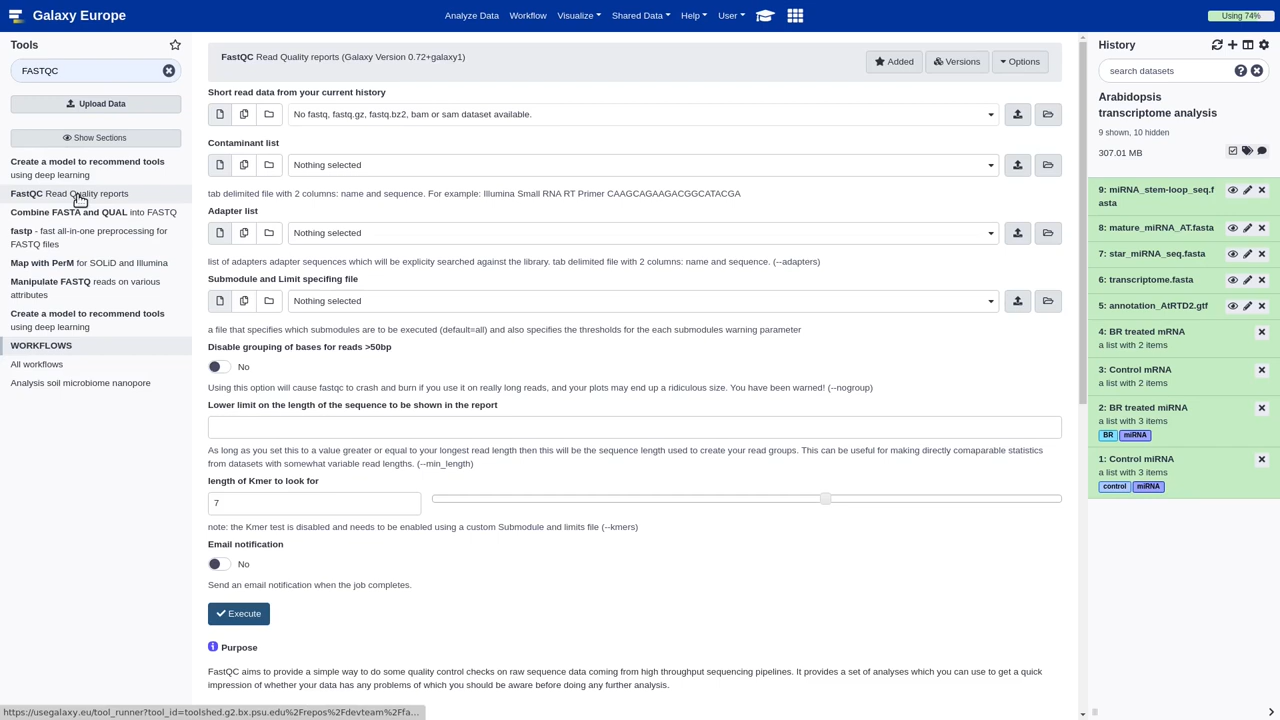 Galaxy Europe
Analyze Data
Workflow
Visualize
Shared Data
Help
User
Using 74%
Tools
FASTQC
Upload Data
Show Sections
Create a model to recommend tools
using deep learning
FastQC Read Quality reports
Combine FASTA and QUAL into FASTQ
fastp - fast all-in-one preprocessing for
FASTQ files
Map with PerM for SOLiD and Illumina
Manipulate FASTQ reads on various
attributes
Create a model to recommend tools
using deep learning
WORKFLOWS
All workflows
Analysis soil microbiome nanopore
FastQC Read Quality reports (Galaxy Version 0.72+galaxy1)
Added
Versions
Options
Short read data from your current history
No fastq, fastq.gz, fastq.bz2, bam or sam dataset available.
Contaminant list
Nothing selected
tab delimited file with 2 columns: name and sequence. For example: Illumina Small RNA RT Primer CAAGCAGAAGACGGCATACGA
Adapter list
Nothing selected
list of adapters adapter sequences which will be explicity searched against the library. tab delimited file with 2 columns: name and sequence. (--adapters)
Submodule and Limit specifing file
Nothing selected
a file that specifies which submodules are to be executed (default=all) and also specifies the thresholds for the each submodules warning parameter
Disable grouping of bases for reads >50bp
No
Using this option will cause fastqc to crash and burn if you use it on really long reads, and your plots may end up a ridiculous size. You have been warned! (--nogroup)
Lower limit on the length of the sequence to be shown in the report
As long as you set this to a value greater or equal to your longest read length then this will be the sequence length used to create your read groups. This can be useful for making directly comaparable statistics
from datasets with somewhat variable read lengths. (--min_length)
length of Kmer to look for
7
note: the Kmer test is disabled and needs to be enabled using a custom Submodule and limits file (--kmers)
Email notification
No
Send an email notification when the job completes.
Execute
Purpose
FastQC aims to provide a simple way to do some quality control checks on raw sequence data coming from high throughput sequencing pipelines. It provides a set of analyses which you can use to get a quick
impression of whether your data has any problems of which you should be aware before doing any further analysis.
https://usegalaxy.eu/tool_runner?tool_id=toolshed.g2.bx.psu.edu%2Frepos%2Fdevteam%2Ffa...
History
search datasets
Arabidopsis
transcriptome analysis
9 shown, 10 hidden
307.01 MB
9: miRNA_stem-loop_seq.f
asta
8: mature_miRNA_AT.fasta
7: star_miRNA_seq.fasta
6: transcriptome.fasta
5: annotation_AtRTD2.gtf
4: BR treated mRNA
a list with 2 items
3: Control mRNA
a list with 2 items
2: BR treated miRNA
a list with 3 items
BR miRNA
1: Control miRNA
a list with 3 items
control miRNA